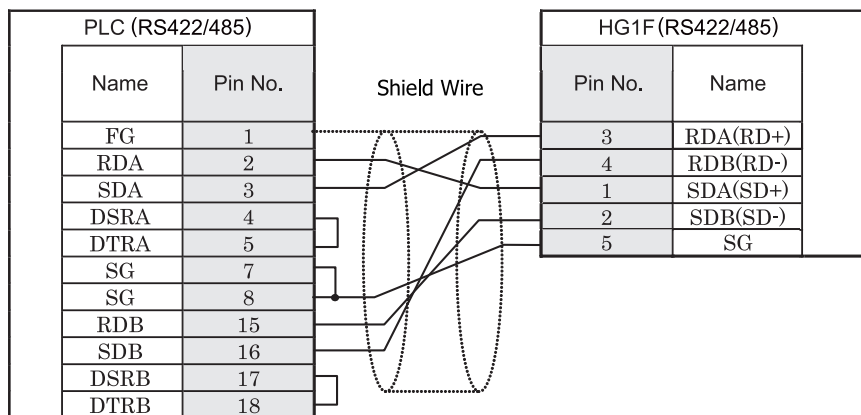 PLC (RS422/485)
Name Pin No.
FG 1
RDA 2
SDA 3
DSRA 4
DTRA 5
SG 7
SG 8
RDB 15
SDB 16
DSRB 17
DTRB 18
Shield Wire
HG1F (RS422/485)
Pin No. Name
3 RDA(RD+)
4 RDB(RD-)
1 SDA(SD+)
2 SDB(SD-)
5 SG